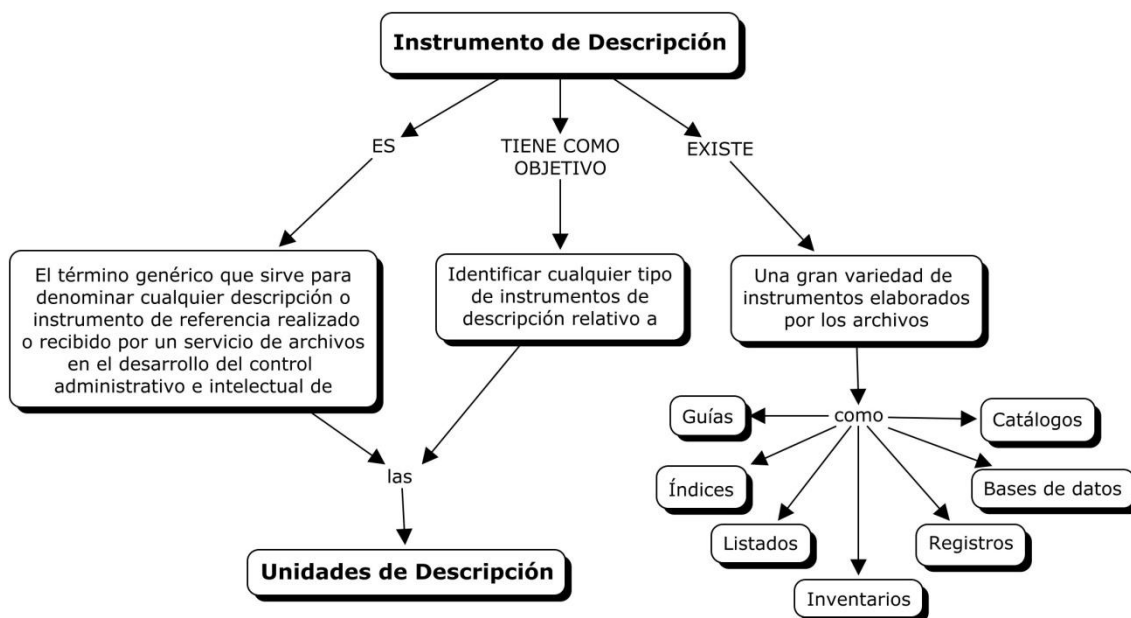 Instrumento de Descripción
ES
TIENE COMO
OBJETIVO
EXISTE
El término genérico que sirve para
denominar cualquier descripción o
instrumento de referencia realizado
o recibido por un servicio de archivos
en el desarrollo del control
administrativo e intelectual de
Identificar cualquier tipo
de instrumentos de
descripción relativo a
Una gran variedad de
instrumentos elaborados
por los archivos
las
Unidades de Descripción
como
Guías
Catálogos
Índices
Bases de datos
Listados
Registros
Inventarios